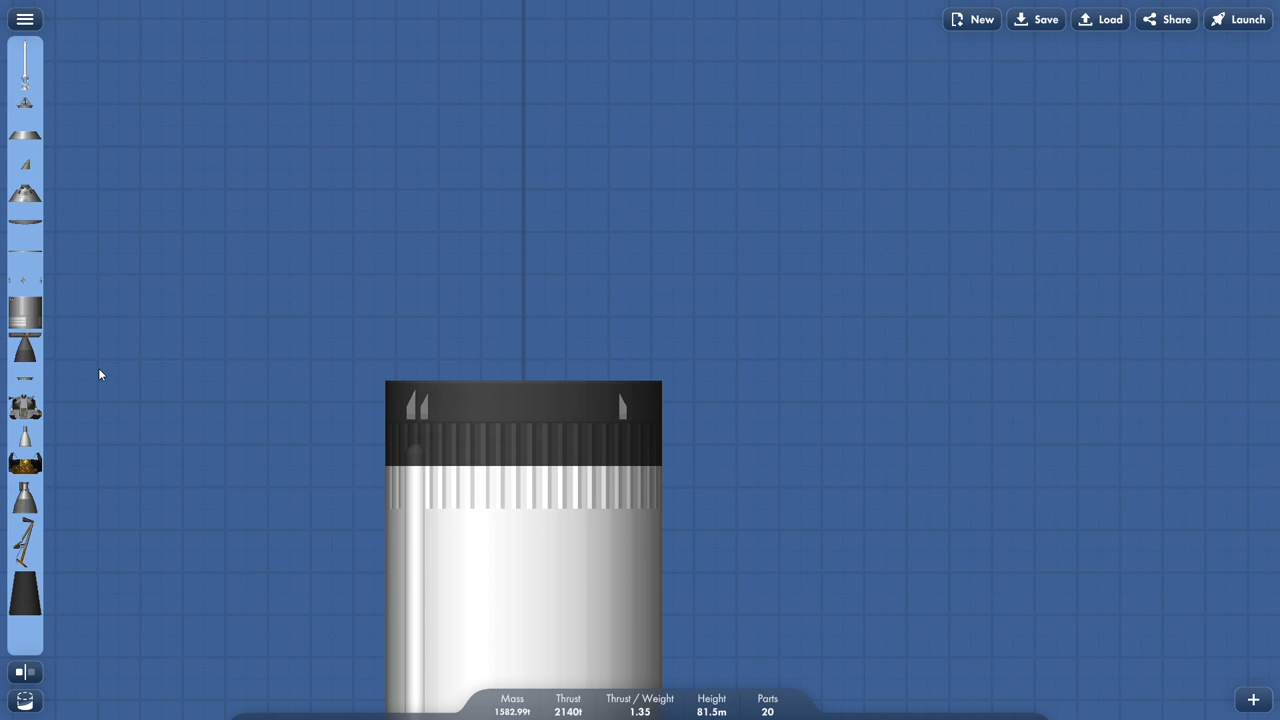 New Save Load Share Launch
Mass Thrust Thrust / Weight Height Parts
1582.99t 2140t 1.35 81.5m 20